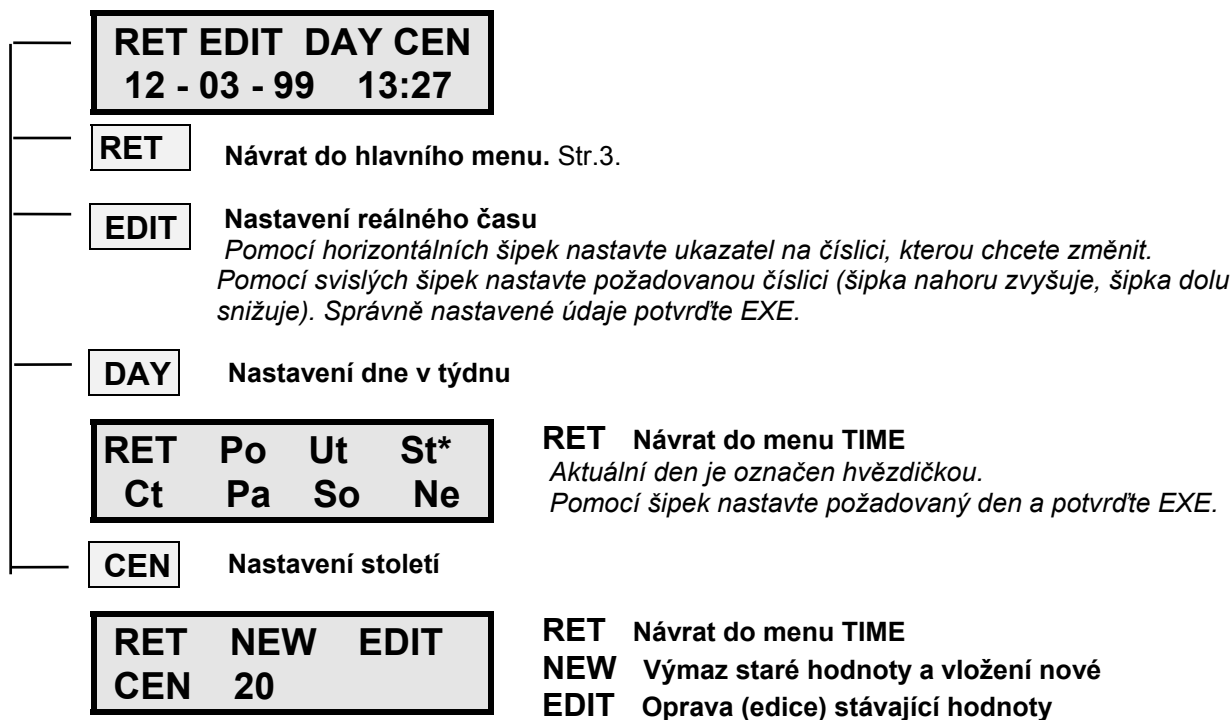 RET EDIT DAY CEN
12 - 03 - 99 13:27
RET Návrat do hlavního menu. Str.3.
EDIT Nastavení reálného času
Pomocí horizontálních šipek nastavte ukazatel na číslici, kterou chcete změnit.
Pomocí svislých šipek nastavte požadovanou číslici (šipka nahoru zvyšuje, šipka dolu
snižuje). Správně nastavené údaje potvrďte EXE.
DAY Nastavení dne v týdnu
RET Po Ut St*
Ct Pa So Ne
RET Návrat do menu TIME
Aktuální den je označen hvězdičkou.
Pomocí šipek nastavte požadovaný den a potvrďte EXE.
CEN Nastavení století
RET NEW EDIT
CEN 20
RET Návrat do menu TIME
NEW Výmaz staré hodnoty a vložení nové
EDIT Oprava (edice) stávající hodnoty